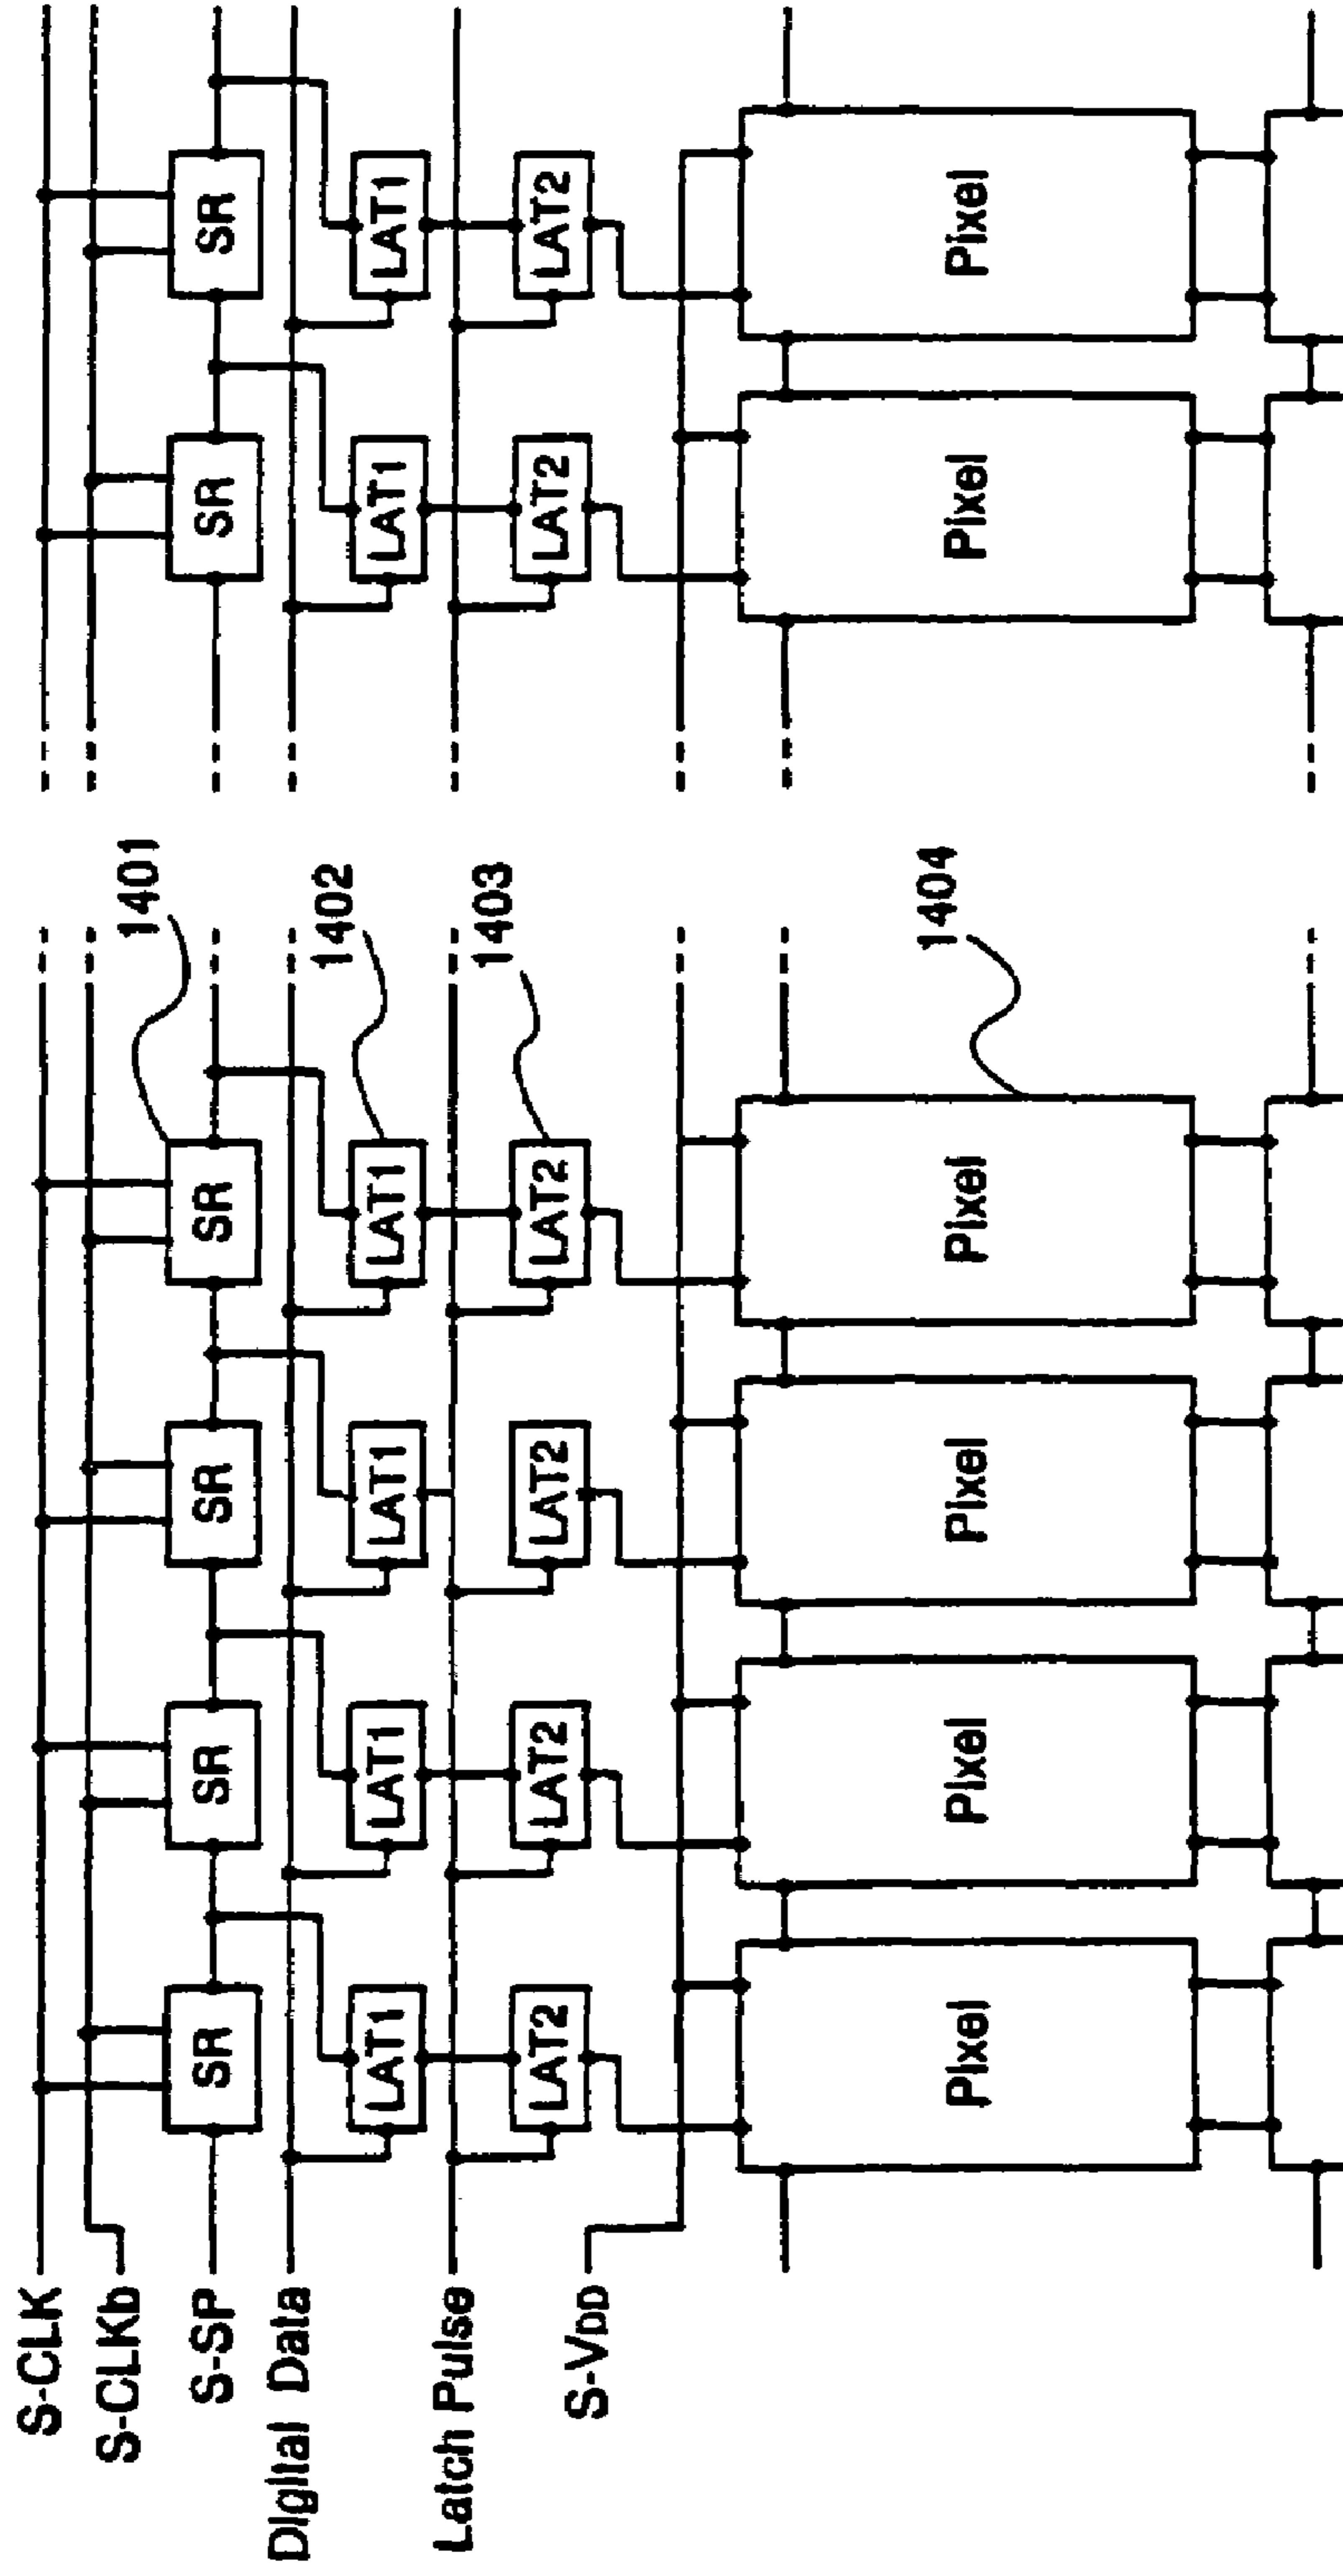 S-CLK
S-CLKb
S-SP
Digital Data
Latch Pulse
S-VDD
SR SR SR SR SR SR
1401
LAT1 LAT1 LAT1 LAT1 LAT1 LAT1
1402
LAT2 LAT2 LAT2 LAT2 LAT2 LAT2
1403
Pixel Pixel Pixel Pixel Pixel Pixel
1404